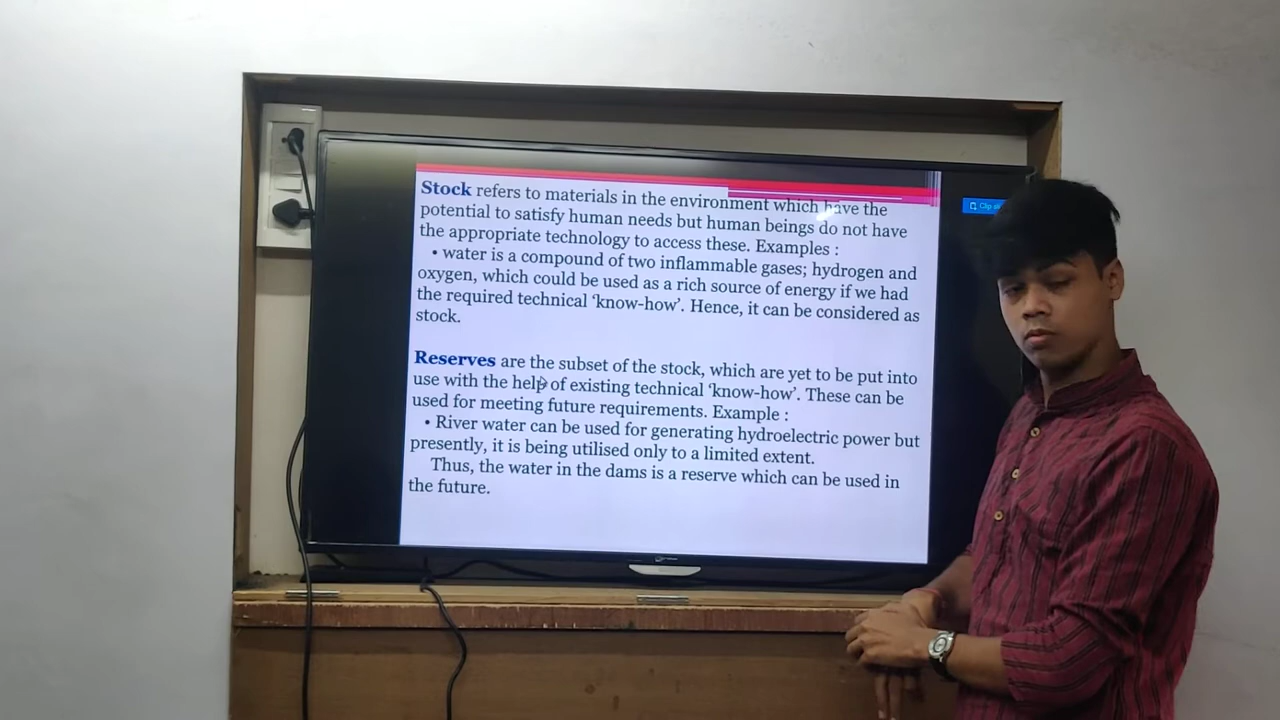 Stock refers to materials in the environment which have the
potential to satisfy human needs but human beings do not have
the appropriate technology to access these. Examples :
• water is a compound of two inflammable gases; hydrogen and
oxygen, which could be used as a rich source of energy if we had
the required technical ‘know-how’. Hence, it can be considered as
stock.
Reserves are the subset of the stock, which are yet to be put into
use with the help of existing technical ‘know-how’. These can be
used for meeting future requirements. Example :
• River water can be used for generating hydroelectric power but
presently, it is being utilised only to a limited extent.
Thus, the water in the dams is a reserve which can be used in
the future.
Clip